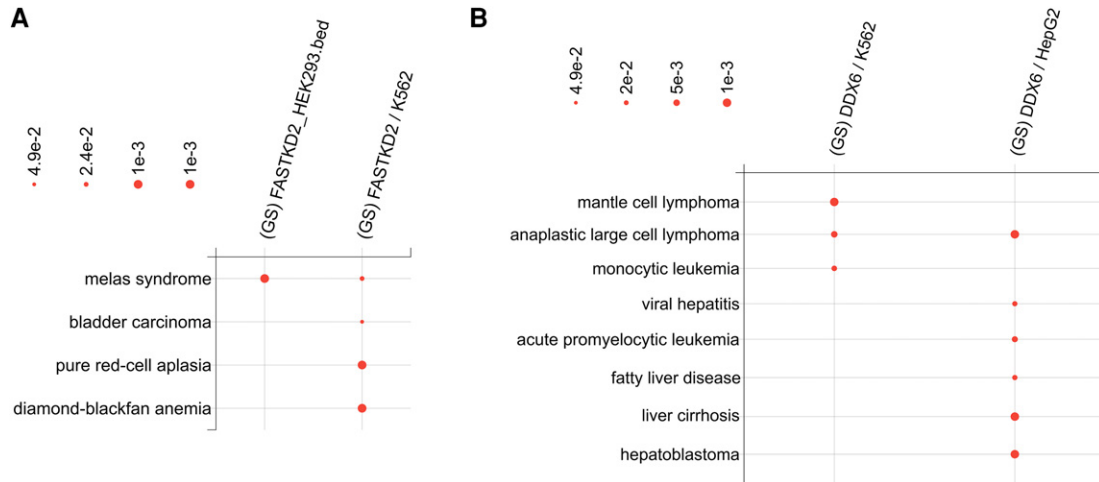 A
4.9e-2
2.4e-2
1e-3
1e-3
(GS) FASTKD2_HEK293.bed
(GS) FASTKD2 / K562
melas syndrome
bladder carcinoma
pure red-cell aplasia
diamond-blackfan anemia
B
4.9e-2
2e-2
5e-3
1e-3
(GS) DDX6 / K562
(GS) DDX6 / HepG2
mantle cell lymphoma
anaplastic large cell lymphoma
monocytic leukemia
viral hepatitis
acute promyelocytic leukemia
fatty liver disease
liver cirrhosis
hepatoblastoma